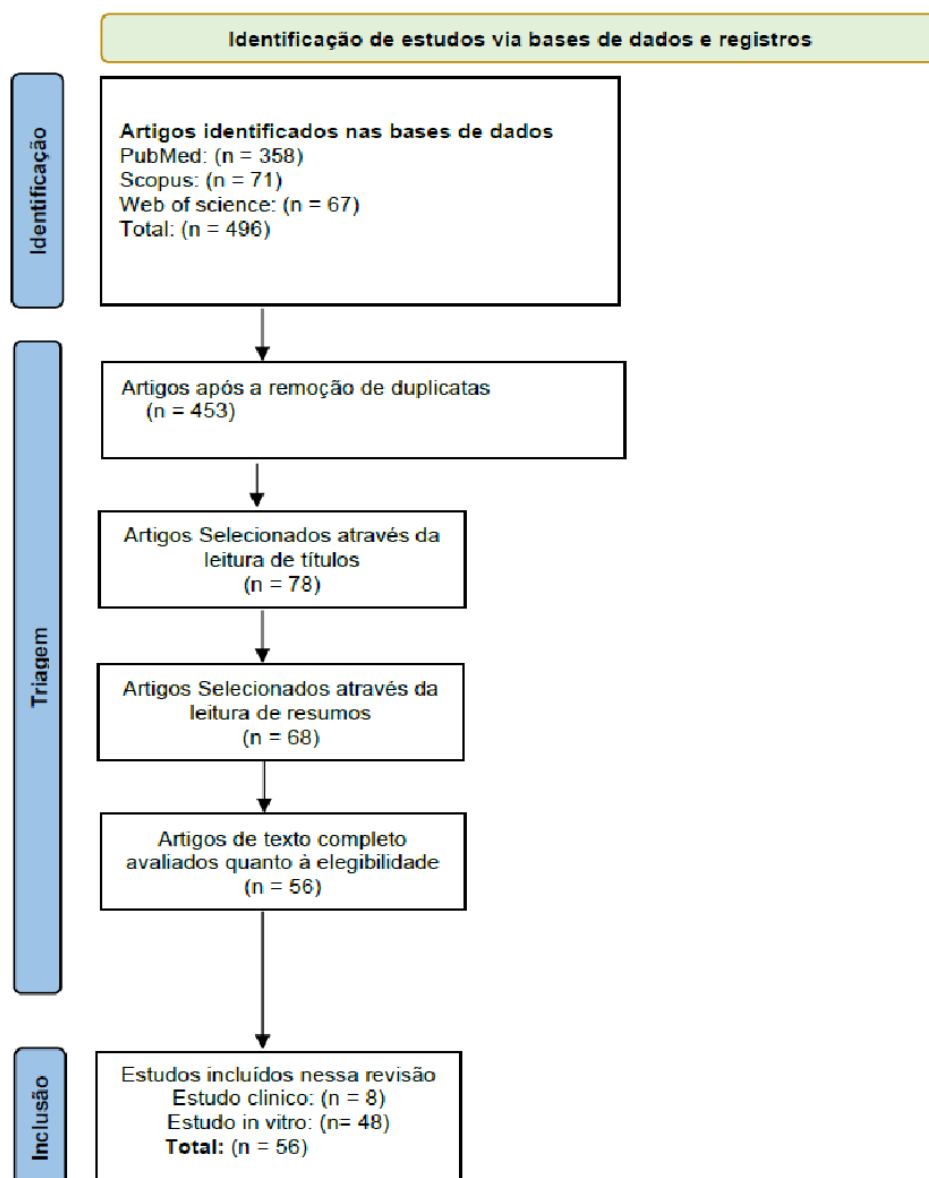 Identificação de estudos via bases de dados e registros
Identificação
Artigos identificados nas bases de dados
PubMed: (n = 358)
Scopus: (n = 71)
Web of science: (n = 67)
Total: (n = 496)
Triagem
Artigos após a remoção de duplicatas
(n = 453)
Artigos Selecionados através da
leitura de títulos
(n = 78)
Artigos Selecionados através da
leitura de resumos
(n = 68)
Artigos de texto completo
avaliados quanto à elegibilidade
(n = 56)
Inclusão
Estudos incluídos nessa revisão
Estudo clinico: (n = 8)
Estudo in vitro: (n= 48)
Total: (n = 56)